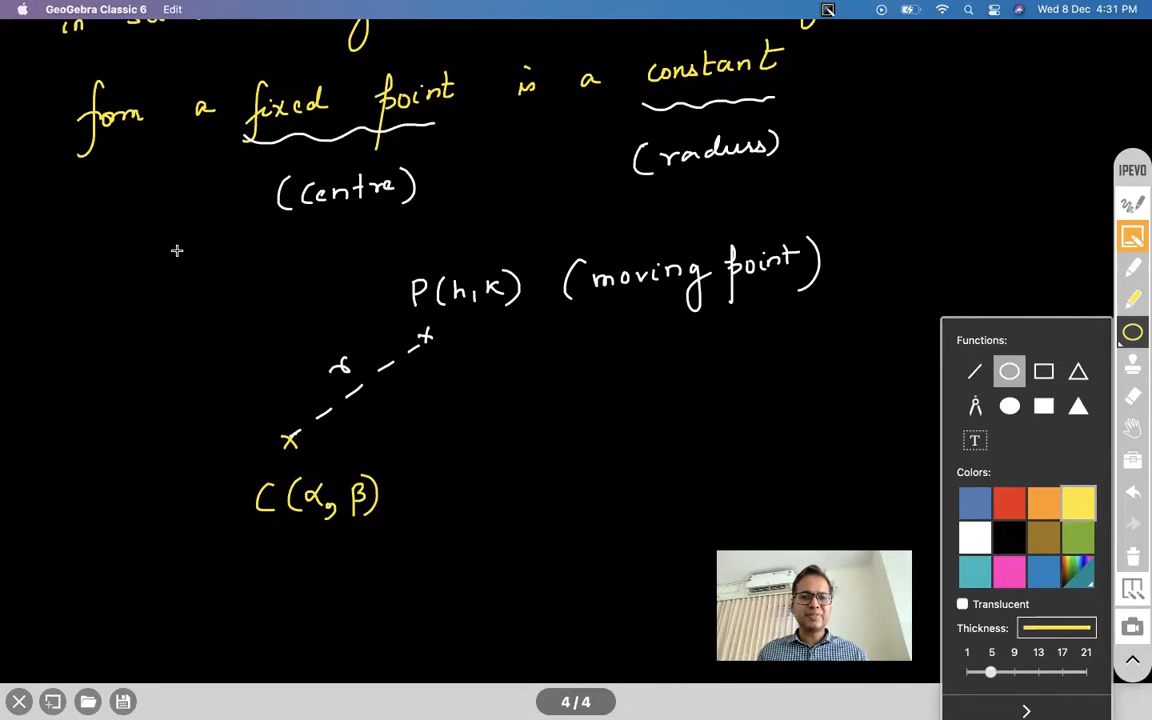 GeoGebra Classic 6 Edit Wed 8 Dec 4:31 PM
in
from a fixed point is a constant
(centre) (radius)
P(h,k) (moving point)
r
C(α, β)
IPEVO
Functions:
T
Colors:
Translucent
Thickness:
1 5 9 13 17 21
4/4